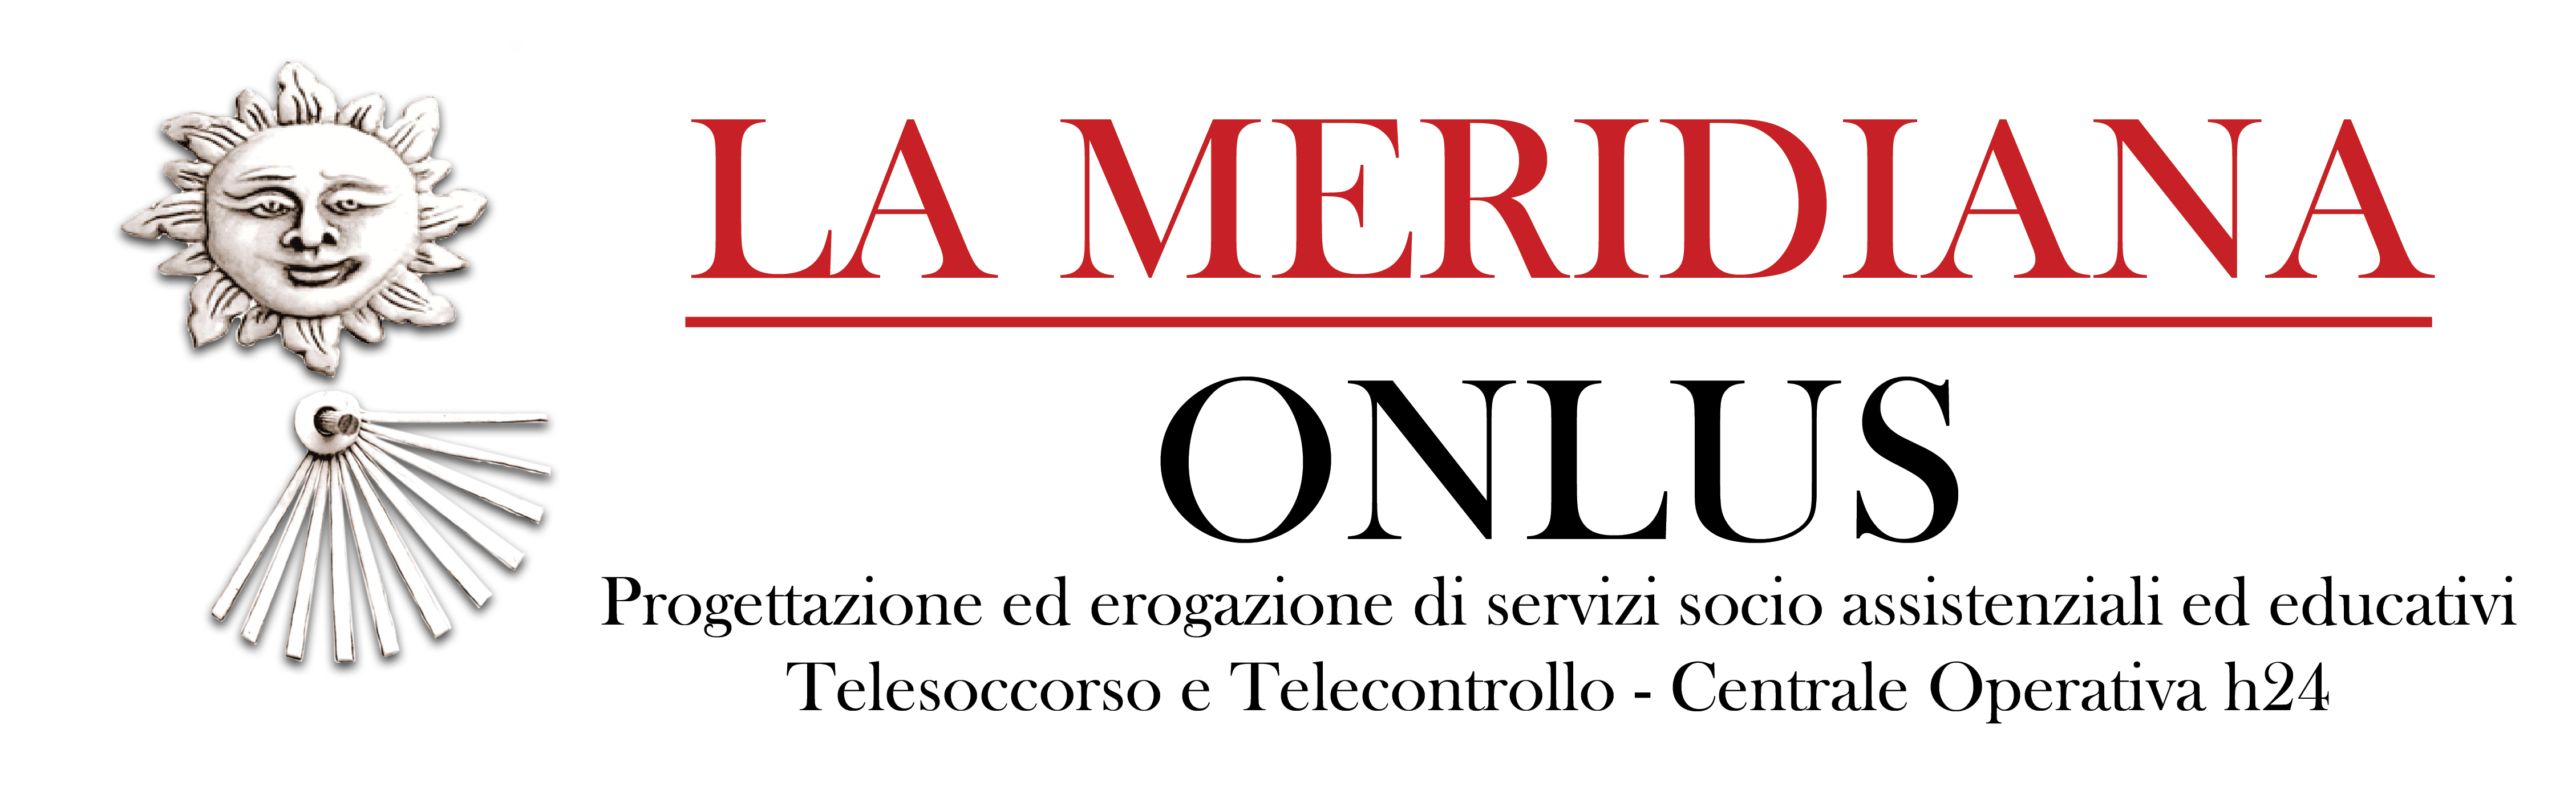 LA MERIDIANA
ONLUS
Progettazione ed erogazione di servizi socio assistenziali ed educativi
Telesoccorso e Telecontrollo - Centrale Operativa h24